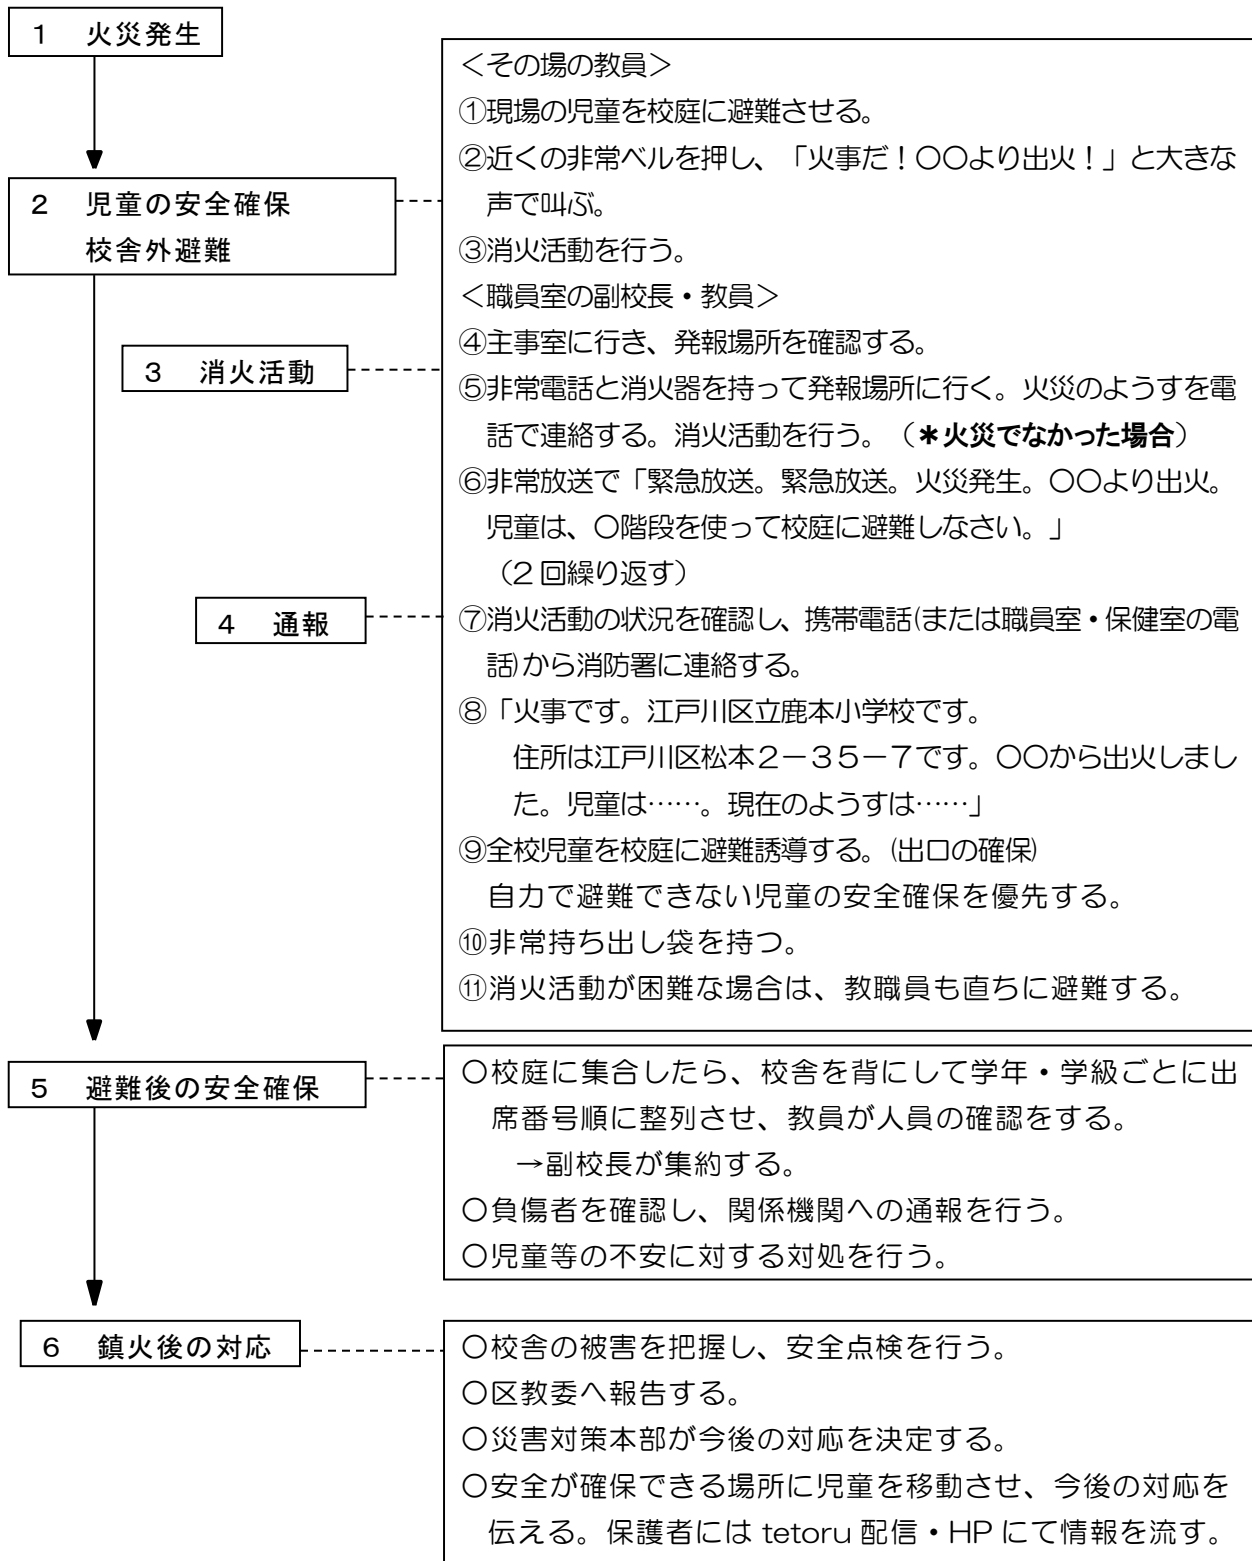 １　火災発生
２　児童の安全確保
校舎外避難
＜その場の教員＞
①現場の児童を校庭に避難させる。
②近くの非常ベルを押し、「火事だ！〇〇より出火！」と大きな
声で叫ぶ。
③消火活動を行う。
＜職員室の副校長・教員＞
④主事室に行き、発報場所を確認する。
３　消火活動
⑤非常電話と消火器を持って発報場所に行く。火災のようすを電
話で連絡する。消火活動を行う。（＊火災でなかった場合）
⑥非常放送で「緊急放送。緊急放送。火災発生。〇〇より出火。
児童は、〇階段を使って校庭に避難しなさい。」
（２回繰り返す）
４　通報
⑦消火活動の状況を確認し、携帯電話(または職員室・保健室の電
話)から消防署に連絡する。
⑧「火事です。江戸川区立鹿本小学校です。
住所は江戸川区松本２－３５－７です。〇〇から出火しまし
た。児童は……。現在のようすは……」
⑨全校児童を校庭に避難誘導する。(出口の確保)
自力で避難できない児童の安全確保を優先する。
⑩非常持ち出し袋を持つ。
⑪消火活動が困難な場合は、教職員も直ちに避難する。
５　避難後の安全確保
〇校庭に集合したら、校舎を背にして学年・学級ごとに出
席番号順に整列させ、教員が人員の確認をする。
→副校長が集約する。
〇負傷者を確認し、関係機関への通報を行う。
〇児童等の不安に対する対処を行う。
６　鎮火後の対応
〇校舎の被害を把握し、安全点検を行う。
〇区教委へ報告する。
〇災害対策本部が今後の対応を決定する。
〇安全が確保できる場所に児童を移動させ、今後の対応を
伝える。保護者には tetoru 配信・HP にて情報を流す。